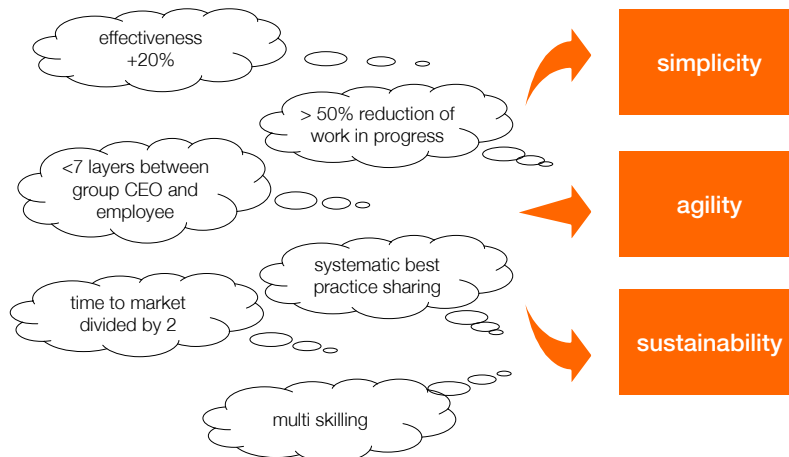 effectiveness
+20%
> 50% reduction of
work in progress
<7 layers between
group CEO and
employee
systematic best
practice sharing
time to market
divided by 2
multi skilling
simplicity
agility
sustainability